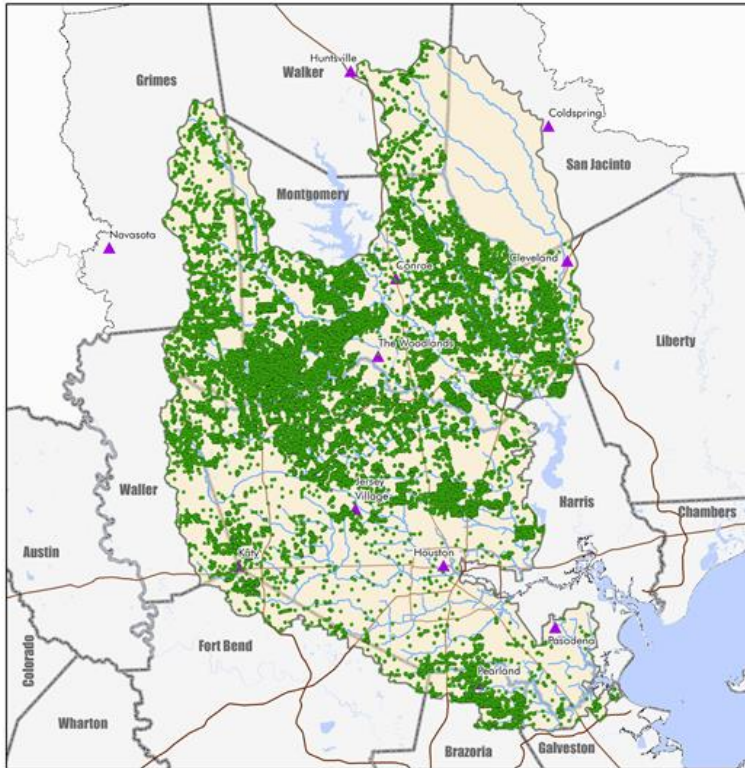 Huntsville
Walker
Grimes
Coldspring
San Jacinto
Montgomery
Navasota
Conroe
Cleveland
The Woodlands
Liberty
Waller
Jersey
Village
Harris
Chambers
Austin
Katy
Houston
Pasadena
Fort Bend
Colorado
Pearland
Wharton
Brazoria
Galveston